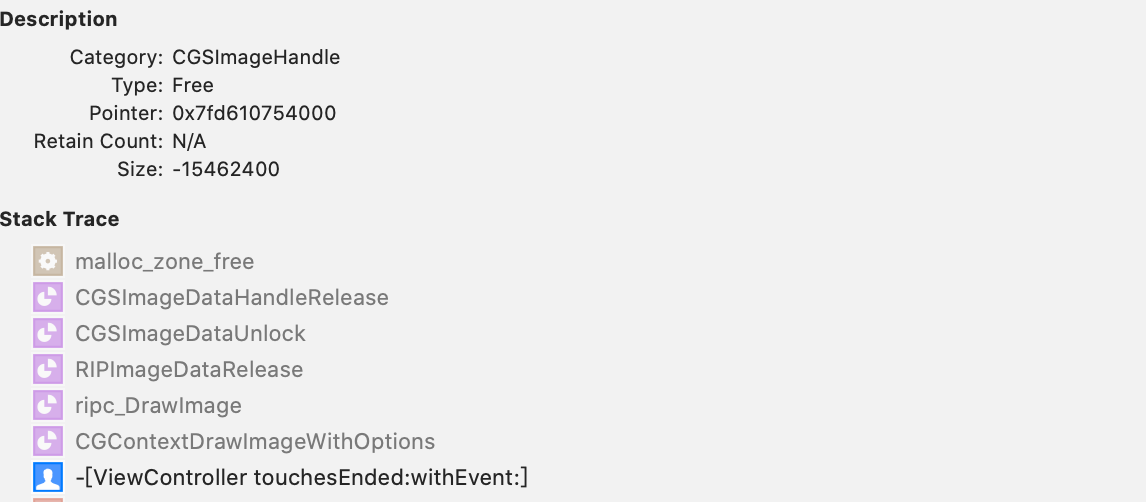 Description
Category: CGSImageHandle
Type: Free
Pointer: 0x7fd610754000
Retain Count: N/A
Size: -15462400
Stack Trace
malloc_zone_free
CGSImageDataHandleRelease
CGSImageDataUnlock
RIPImageDataRelease
ripc_DrawImage
CGContextDrawImageWithOptions
-[ViewController touchesEnded:withEvent:]